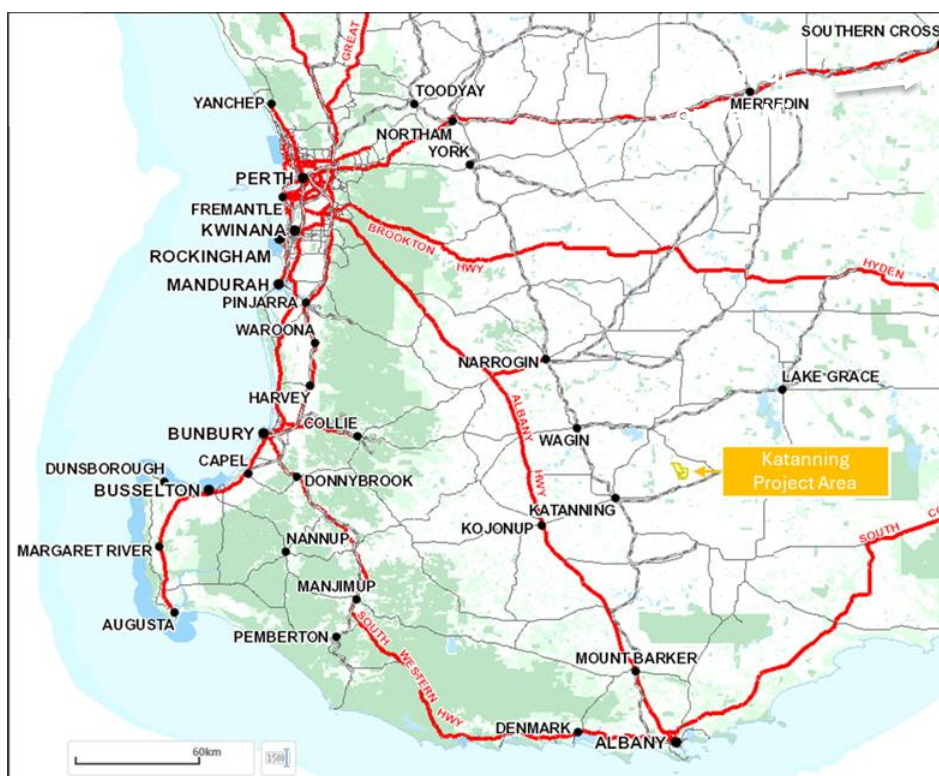 GREAT
SOUTHERN CROSS
YANCHEP
TOODYAY
MERREDIN
NORTHAM
YORK
PERTH
FREMANTLE
KWINANA
BROOKTON
HWY
ROCKINGHAM
HYDEN
MANDURAH
PINJARRA
WAROONA
NARROGIN
LAKE GRACE
HARVEY
ALBANY
HWY
COLLIE
BUNBURY
WAGIN
CAPEL
Katanning
Project Area
DUNSBOROUGH
DONNYBROOK
BUSSELTON
KATANNING
KOJONUP
SOUTH
MARGARET RIVER
NANNUP
MANJIMUP
AUGUSTA
PEMBERTON
SOUTH
WESTERN
HWY
MOUNT BARKER
DENMARK
ALBANY
60km